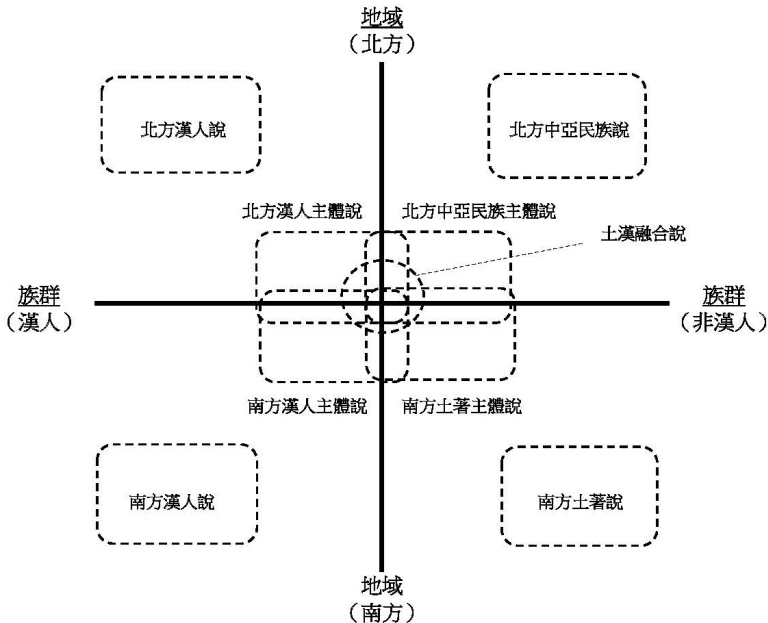 地域
（北方）
北方漢人說
北方中亞民族說
北方漢人主體說
北方中亞民族主體說
土漢融合說
族群
（漢人）
族群
（非漢人）
南方漢人主體說
南方土著主體說
南方漢人說
南方土著說
地域
（南方）